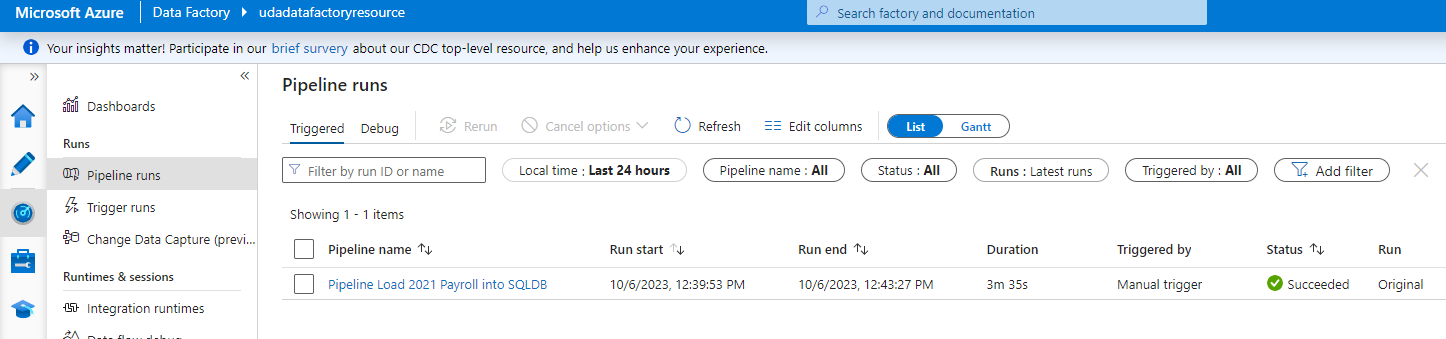 Microsoft Azure Data Factory udadatafactoryresource Search factory and documentation
Your insights matter! Participate in our brief survery about our CDC top-level resource, and help us enhance your experience.
» «
Dashboards
Runs
Pipeline runs
Trigger runs
Change Data Capture (previ...
Runtimes & sessions
Integration runtimes
Data flow debug
Pipeline runs
Triggered Debug Rerun Cancel options Refresh Edit columns List Gantt
Filter by run ID or name Local time : Last 24 hours Pipeline name : All Status : All Runs : Latest runs Triggered by : All Add filter
Showing 1 - 1 items
Pipeline name Run start Run end Duration Triggered by Status Run
Pipeline Load 2021 Payroll into SQLDB 10/6/2023, 12:39:53 PM 10/6/2023, 12:43:27 PM 3m 35s Manual trigger Succeeded Original